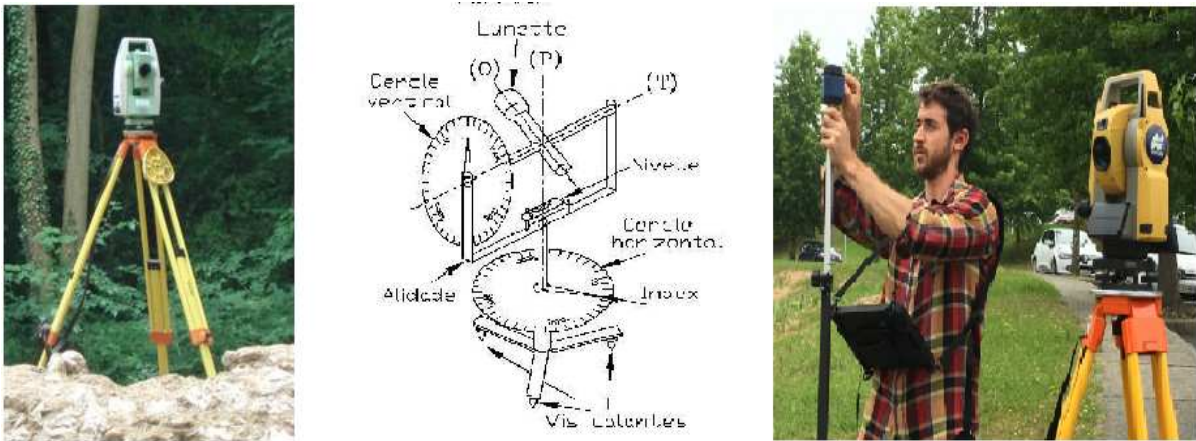 Lunette
(P)
(O)
(T)
Cercle
vertical
Nivelle
Cercle
horizontal
Alidade
Index
Vis calantes